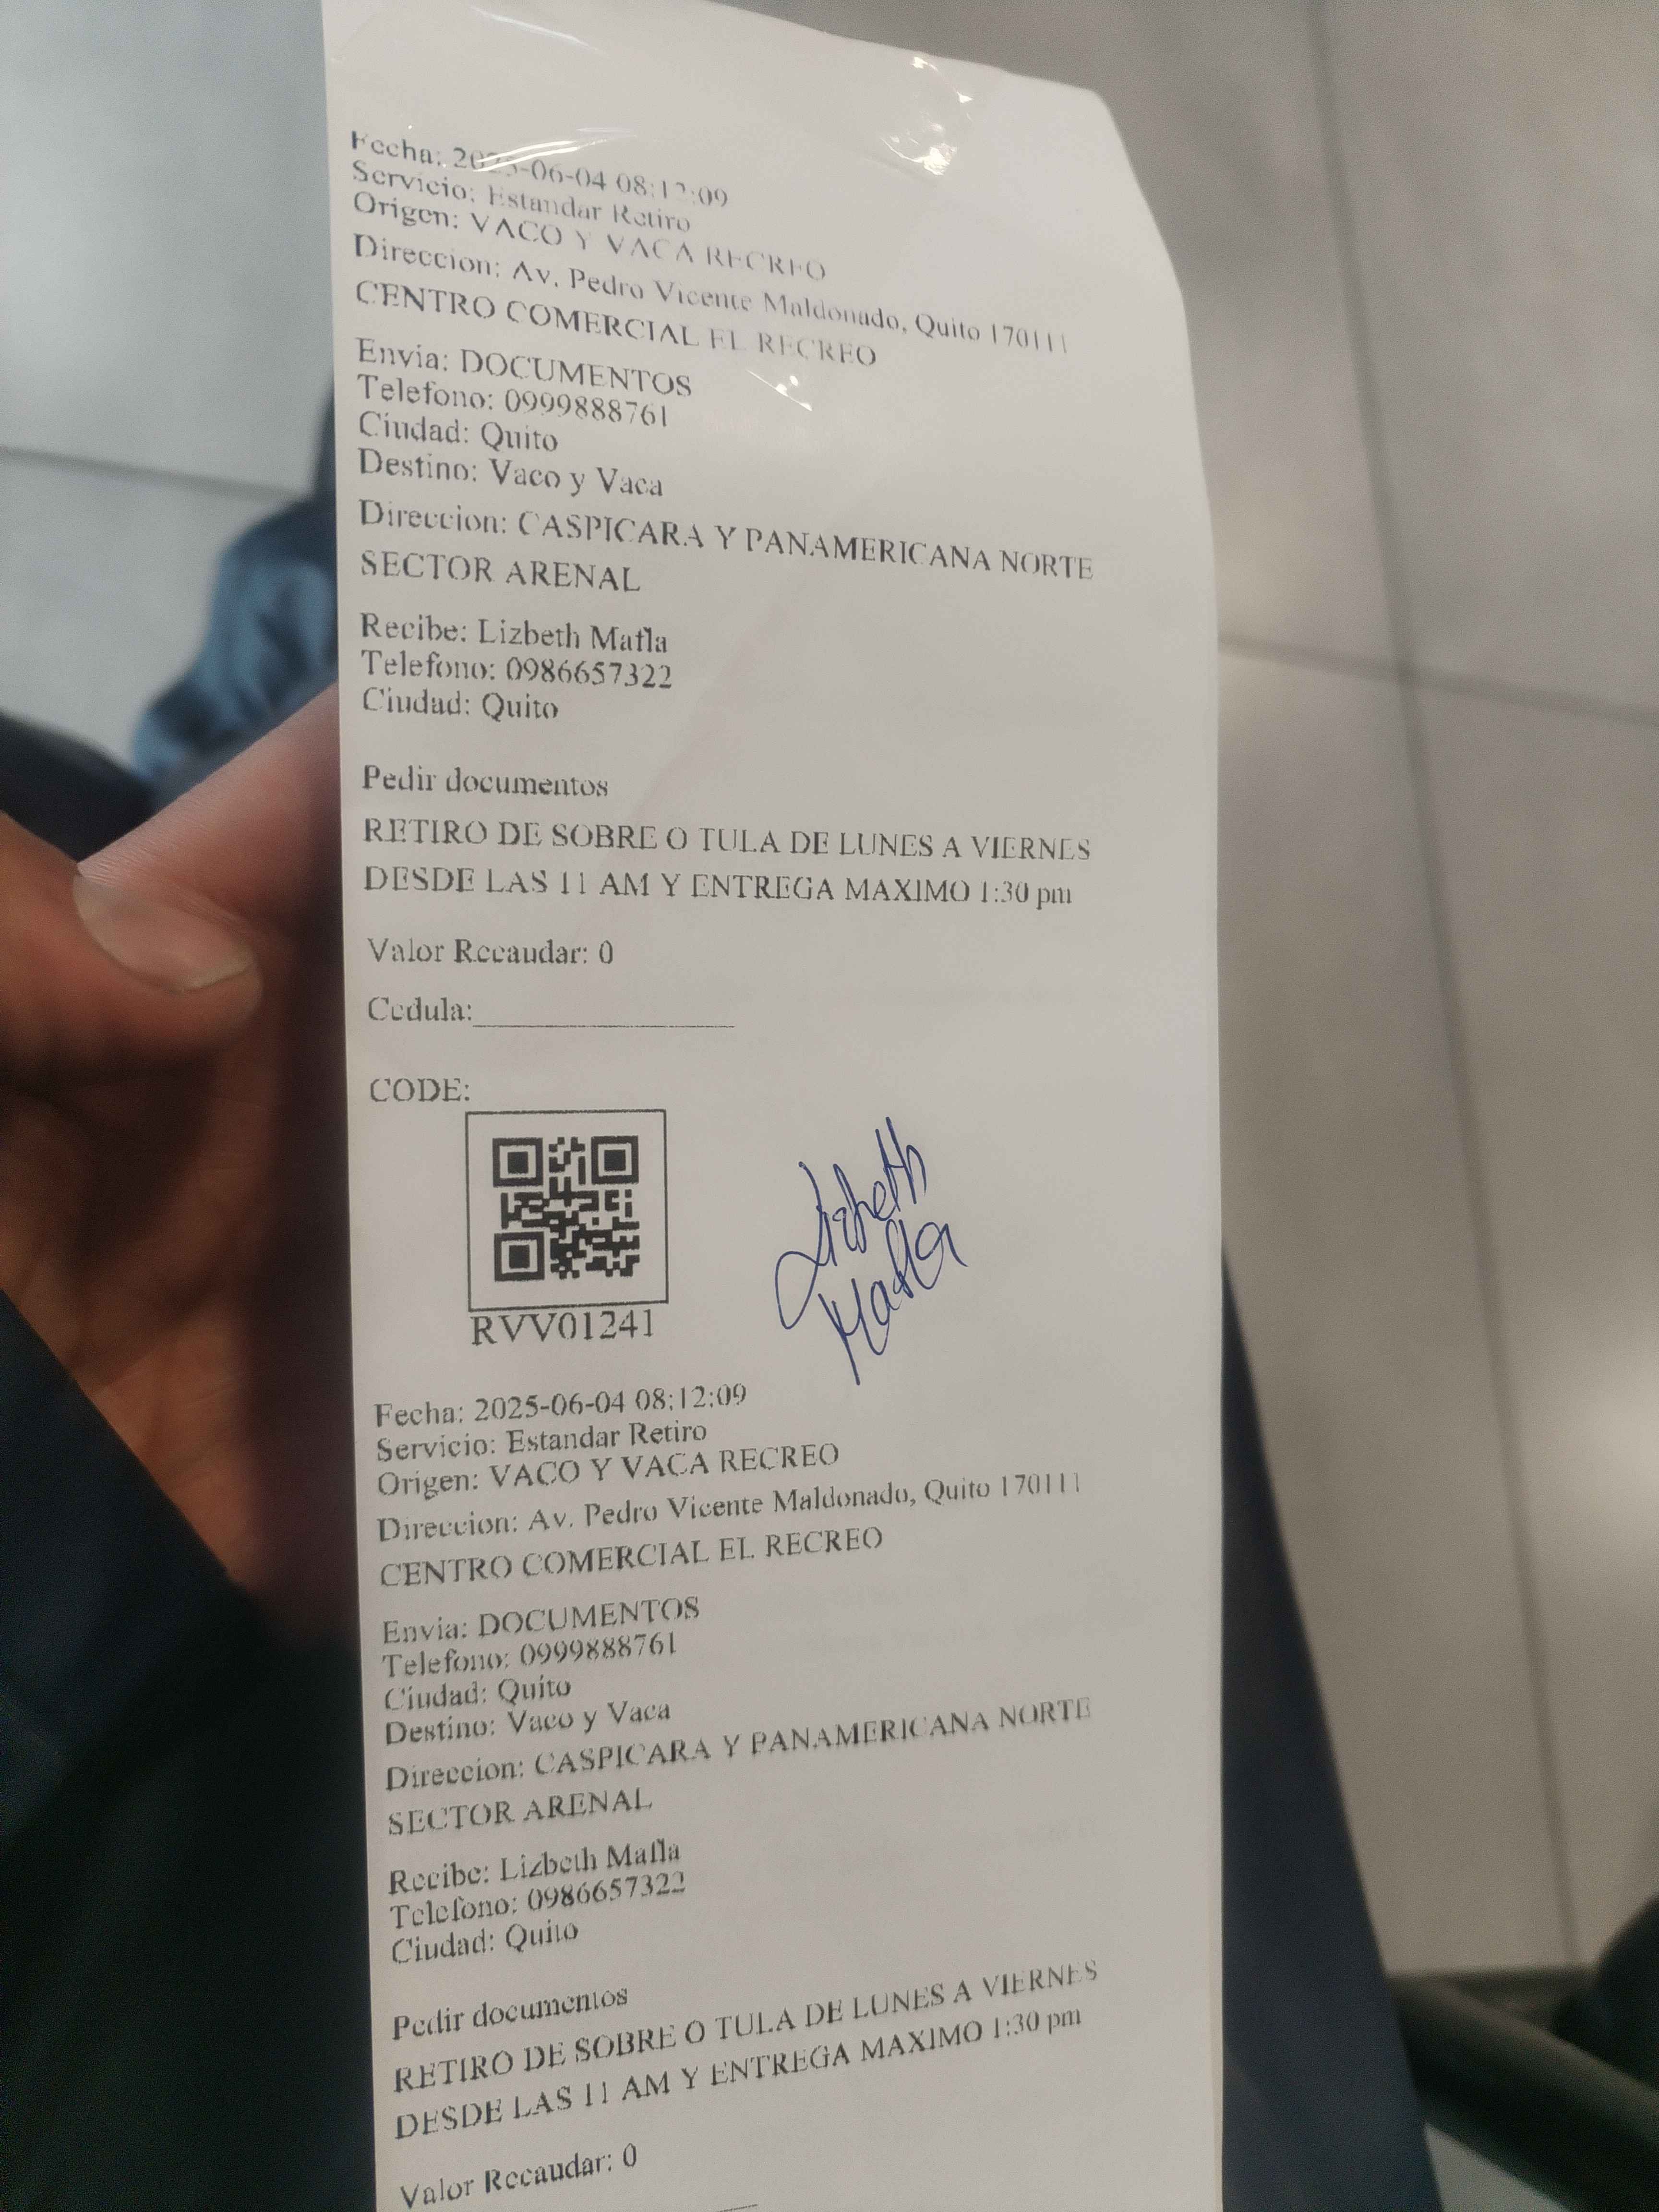 Fecha: 2025-06-04 08:12:09
Servicio: Estandar Retiro
Origen: VACO Y VACA RECREO
Direccion: Av. Pedro Vicente Maldonado, Quito 170111
CENTRO COMERCIAL EL RECREO
Envia: DOCUMENTOS
Telefono: 0999888761
Ciudad: Quito
Destino: Vaco y Vaca
Direccion: CASPICARA Y PANAMERICANA NORTE
SECTOR ARENAL
Recibe: Lizbeth Mafla
Telefono: 0986657322
Ciudad: Quito
Pedir documentos
RETIRO DE SOBRE O TULA DE LUNES A VIERNES
DESDE LAS 11 AM Y ENTREGA MAXIMO 1:30 pm
Valor Recaudar: 0
Cedula:
CODE:
RVV01241
Lizbeth
Mafla
Fecha: 2025-06-04 08:12:09
Servicio: Estandar Retiro
Origen: VACO Y VACA RECREO
Direccion: Av. Pedro Vicente Maldonado, Quito 170111
CENTRO COMERCIAL EL RECREO
Envia: DOCUMENTOS
Telefono: 0999888761
Ciudad: Quito
Destino: Vaco y Vaca
Direccion: CASPICARA Y PANAMERICANA NORTE
SECTOR ARENAL
Recibe: Lizbeth Mafla
Telefono: 0986657322
Ciudad: Quito
Pedir documentos
RETIRO DE SOBRE O TULA DE LUNES A VIERNES
DESDE LAS 11 AM Y ENTREGA MAXIMO 1:30 pm
Valor Recaudar: 0